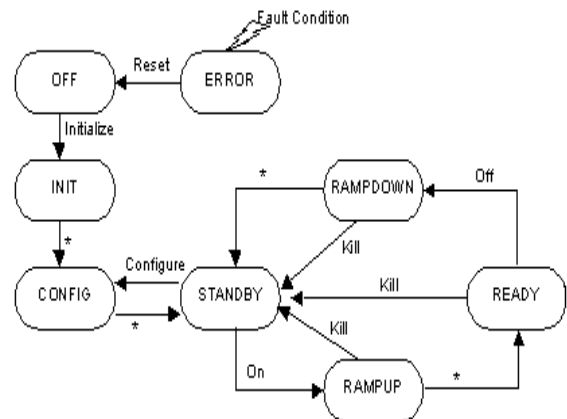 Fault Condition
Reset
OFF
ERROR
Initialize
INIT
*
RAMPDOWN
Off
*
Kill
Configure
CONFIG
STANDBY
Kill
READY
*
Kill
On
RAMPUP
*